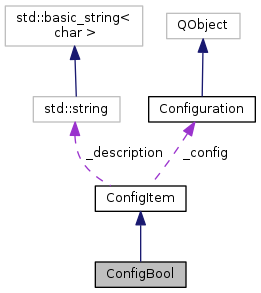 std::basic_string<
char >
QObject
std::string
Configuration
_description
_config
ConfigItem
ConfigBool